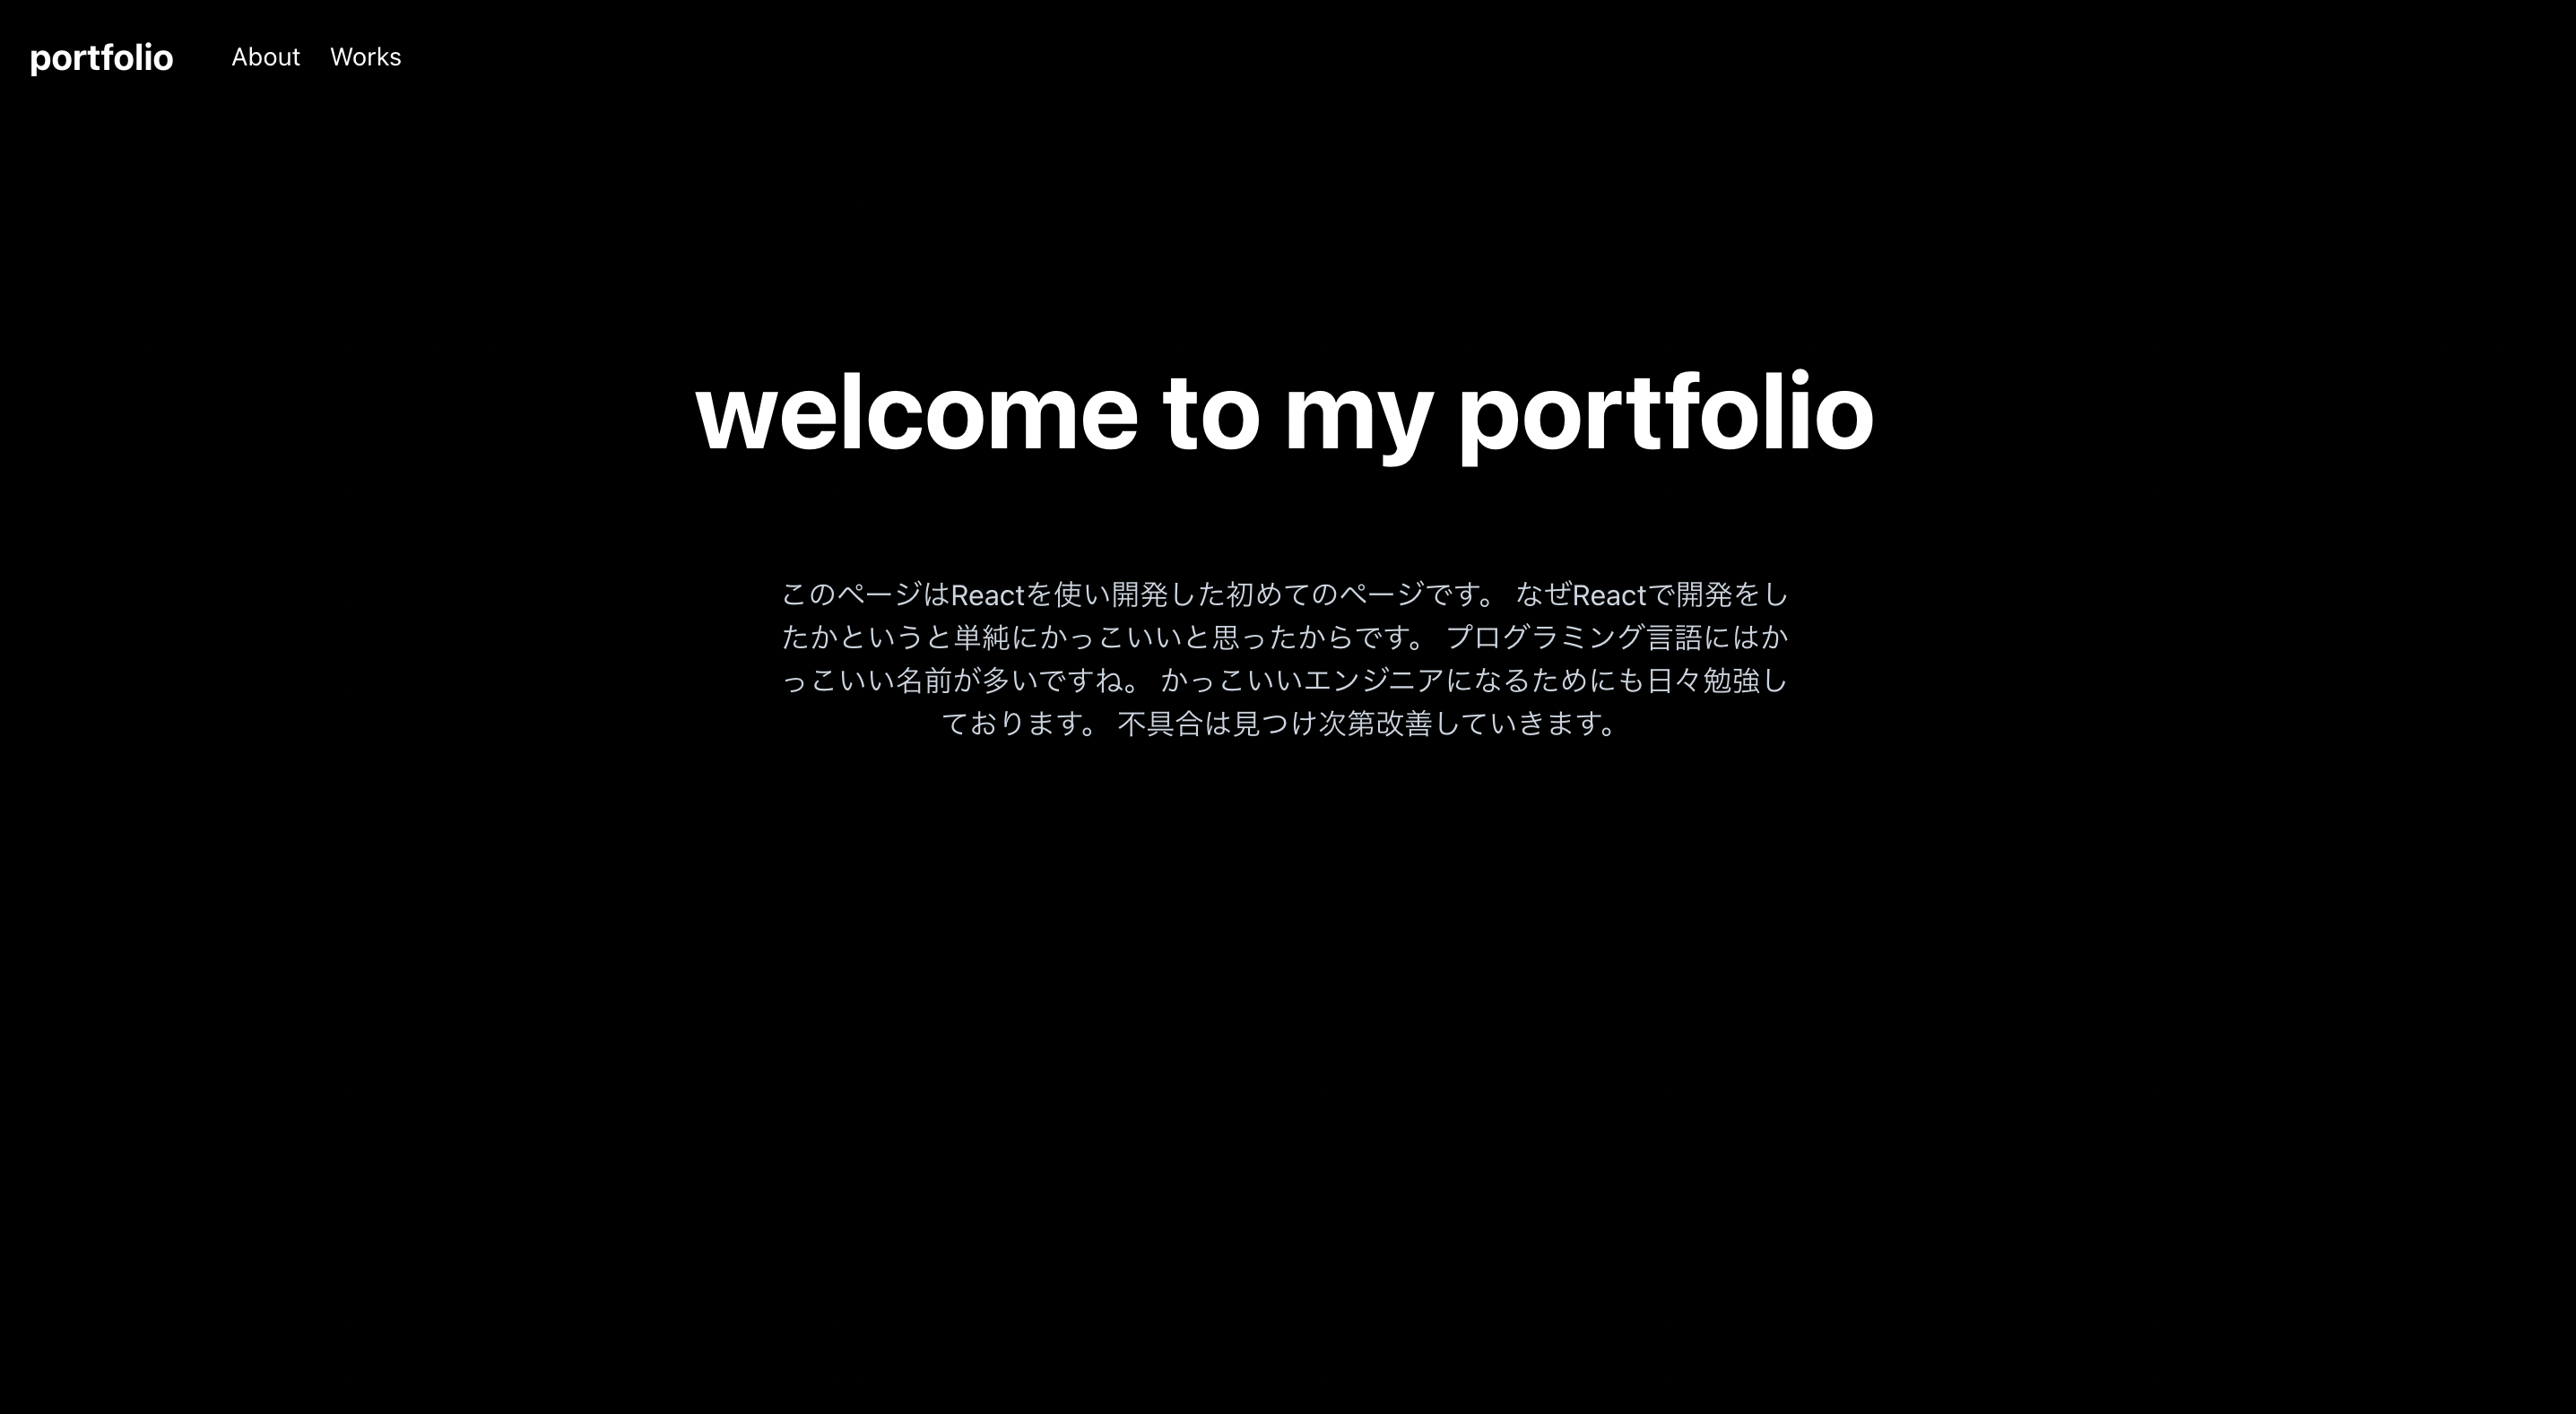 portfolio About Works
welcome to my portfolio
このページはReactを使い開発した初めてのページです。 なぜReactで開発をし
たかというと単純にかっこいいと思ったからです。 プログラミング言語にはか
っこいい名前が多いですね。 かっこいいエンジニアになるためにも日々勉強し
ております。 不具合は見つけ次第改善していきます。